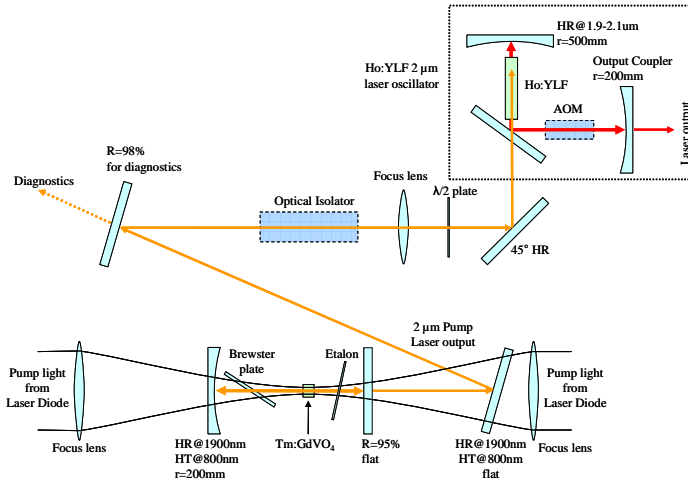 HR@1.9-2.1um
r=500mm
Ho:YLF 2 μm
laser oscillator
Ho:YLF
Output Coupler
r=200mm
AOM
Laser output
R=98%
for diagnostics
Diagnostics
Optical Isolator
Focus lens
λ/2 plate
45° HR
2 μm Pump
Laser output
Pump light
from
Laser Diode
Brewster
plate
Etalon
Pump light
from
Laser Diode
Focus lens
HR@1900nm
HT@800nm
r=200mm
Tm:GdVO₄
R=95%
flat
HR@1900nm
HT@800nm
flat
Focus lens